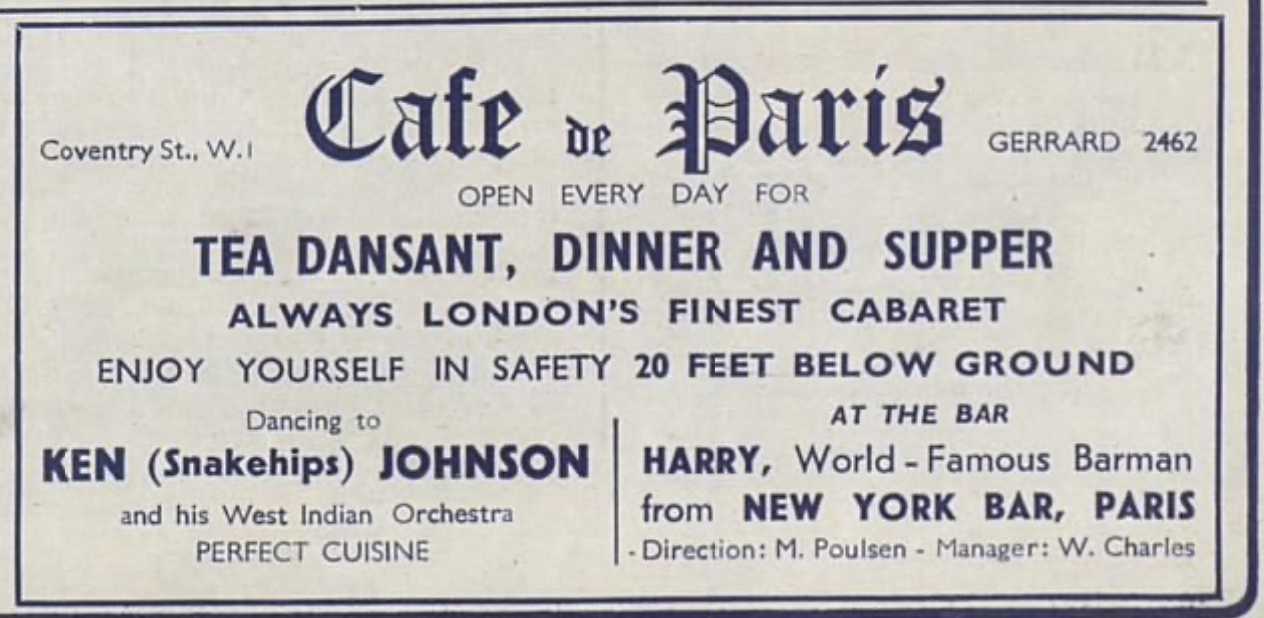 Cafe de Paris
Coventry St., W.1
GERRARD 2462
OPEN EVERY DAY FOR
TEA DANSANT, DINNER AND SUPPER
ALWAYS LONDON'S FINEST CABARET
ENJOY YOURSELF IN SAFETY 20 FEET BELOW GROUND
Dancing to
KEN (Snakehips) JOHNSON
and his West Indian Orchestra
PERFECT CUISINE
AT THE BAR
HARRY, World - Famous Barman
from NEW YORK BAR, PARIS
- Direction: M. Poulsen - Manager: W. Charles